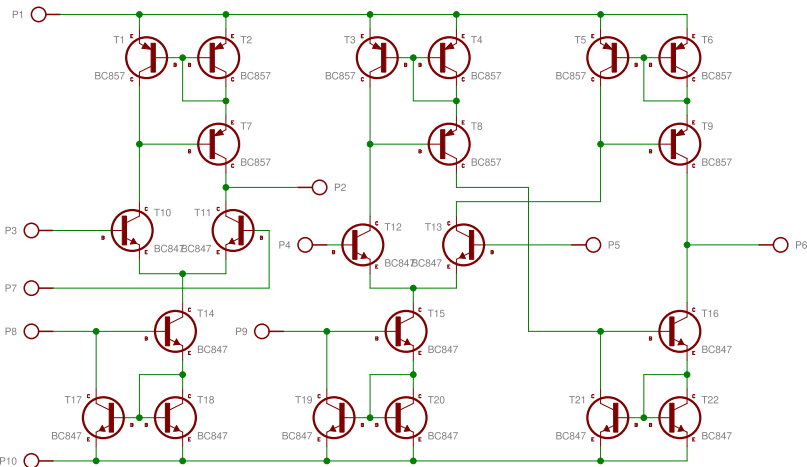 P1
T1 T2 T3 T4 T5 T6
BC857 BC857 BC857 BC857 BC857 BC857
T7 T8 T9
BC857 BC857 BC857
P2
T10 T11
P3 T12 T13
BC847 BC847 P4 P5 P6
BC847 BC847
P7
T14 T15 T16
P8 P9
BC847 BC847 BC847
T17 T18 T19 T20 T21 T22
BC847 BC847 BC847 BC847 BC847 BC847
P10